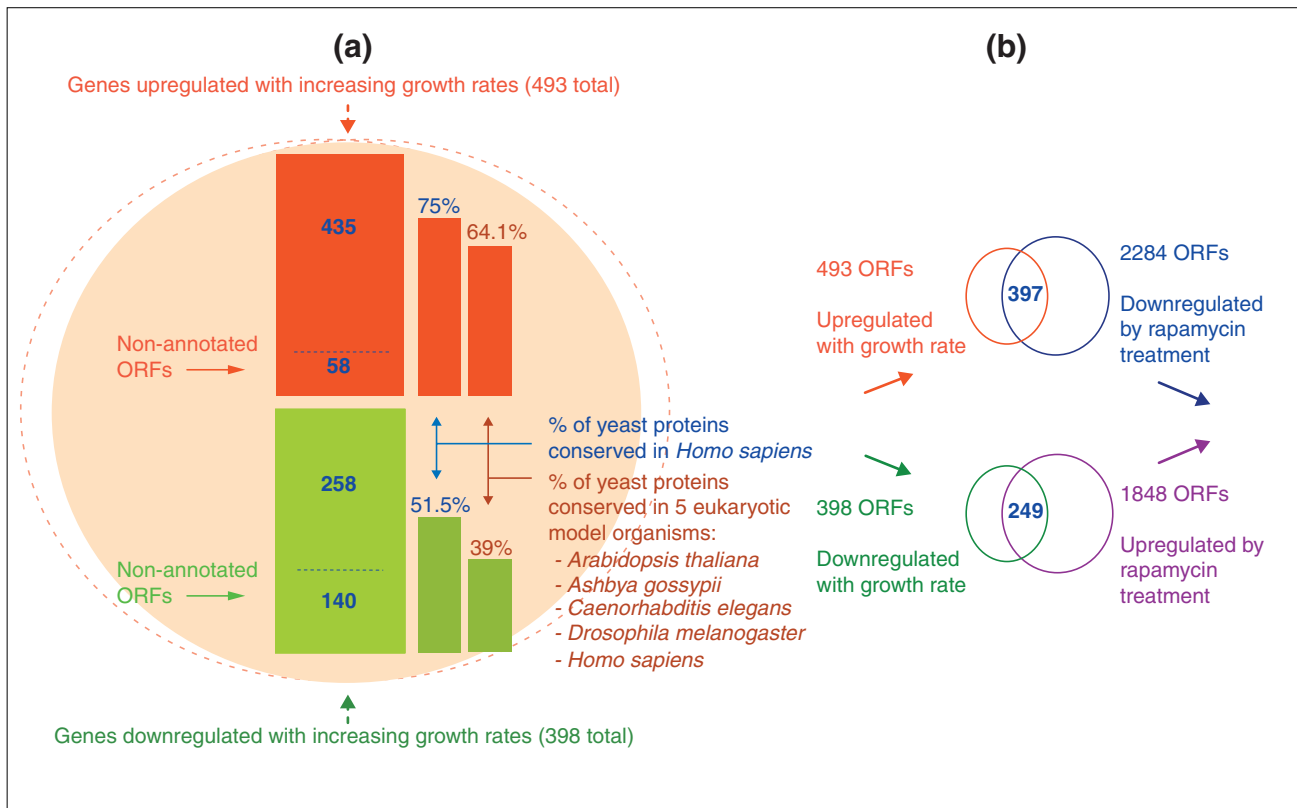 (a)
Genes upregulated with increasing growth rates (493 total)
435
75%
64.1%
Non-annotated
ORFs
58
258
51.5%
39%
Non-annotated
ORFs
140
% of yeast proteins
conserved in Homo sapiens
% of yeast proteins
conserved in 5 eukaryotic
model organisms:
- Arabidopsis thaliana
- Ashbya gossypii
- Caenorhabditis elegans
- Drosophila melanogaster
- Homo sapiens
Genes downregulated with increasing growth rates (398 total)
(b)
493 ORFs
Upregulated
with growth rate
397
2284 ORFs
Downregulated
by rapamycin
treatment
398 ORFs
Downregulated
with growth rate
249
1848 ORFs
Upregulated by
rapamycin
treatment